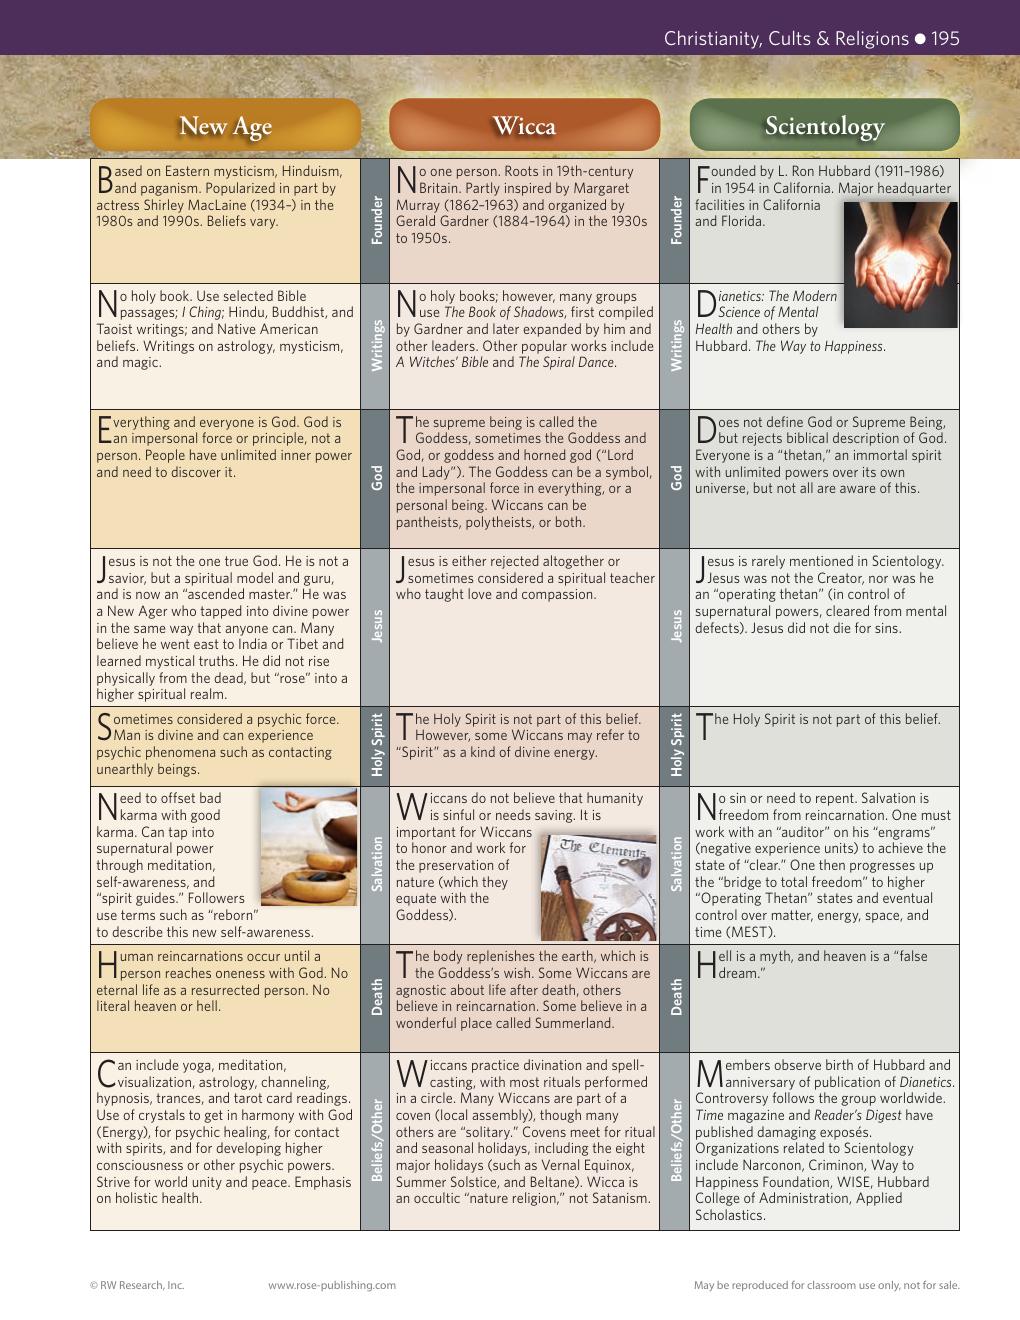 Christianity, Cults & Religions ● 195
New Age
Wicca
Scientology
Based on Eastern mysticism, Hinduism,
and paganism. Popularized in part by
actress Shirley MacLaine (1934–) in the
1980s and 1990s. Beliefs vary.
Founder
No one person. Roots in 19th-century
Britain. Partly inspired by Margaret
Murray (1862–1963) and organized by
Gerald Gardner (1884–1964) in the 1930s
to 1950s.
Founder
Founded by L. Ron Hubbard (1911–1986)
in 1954 in California. Major headquarter
facilities in California
and Florida.
No holy book. Use selected Bible
passages; I Ching; Hindu, Buddhist, and
Taoist writings; and Native American
beliefs. Writings on astrology, mysticism,
and magic.
Writings
No holy books; however, many groups
use The Book of Shadows, first compiled
by Gardner and later expanded by him and
other leaders. Other popular works include
A Witches’ Bible and The Spiral Dance.
Writings
Dianetics: The Modern
Science of Mental
Health and others by
Hubbard. The Way to Happiness.
Everything and everyone is God. God is
an impersonal force or principle, not a
person. People have unlimited inner power
and need to discover it.
God
The supreme being is called the
Goddess, sometimes the Goddess and
God, or goddess and horned god (“Lord
and Lady”). The Goddess can be a symbol,
the impersonal force in everything, or a
personal being. Wiccans can be
pantheists, polytheists, or both.
God
Does not define God or Supreme Being,
but rejects biblical description of God.
Everyone is a “thetan,” an immortal spirit
with unlimited powers over its own
universe, but not all are aware of this.
Jesus is not the one true God. He is not a
savior, but a spiritual model and guru,
and is now an “ascended master.” He was
a New Ager who tapped into divine power
in the same way that anyone can. Many
believe he went east to India or Tibet and
learned mystical truths. He did not rise
physically from the dead, but “rose” into a
higher spiritual realm.
Jesus
Jesus is either rejected altogether or
sometimes considered a spiritual teacher
who taught love and compassion.
Jesus
Jesus is rarely mentioned in Scientology.
Jesus was not the Creator, nor was he
an “operating thetan” (in control of
supernatural powers, cleared from mental
defects). Jesus did not die for sins.
Sometimes considered a psychic force.
Man is divine and can experience
psychic phenomena such as contacting
unearthly beings.
Holy Spirit
The Holy Spirit is not part of this belief.
However, some Wiccans may refer to
“Spirit” as a kind of divine energy.
Holy Spirit
The Holy Spirit is not part of this belief.
Need to offset bad
karma with good
karma. Can tap into
supernatural power
through meditation,
self-awareness, and
“spirit guides.” Followers
use terms such as “reborn”
to describe this new self-awareness.
Salvation
Wiccans do not believe that humanity
is sinful or needs saving. It is
important for Wiccans
to honor and work for
the preservation of
nature (which they
equate with the
Goddess).
The Elements
Salvation
No sin or need to repent. Salvation is
freedom from reincarnation. One must
work with an “auditor” on his “engrams”
(negative experience units) to achieve the
state of “clear.” One then progresses up
the “bridge to total freedom” to higher
“Operating Thetan” states and eventual
control over matter, energy, space, and
time (MEST).
Human reincarnations occur until a
person reaches oneness with God. No
eternal life as a resurrected person. No
literal heaven or hell.
Death
The body replenishes the earth, which is
the Goddess’s wish. Some Wiccans are
agnostic about life after death, others
believe in reincarnation. Some believe in a
wonderful place called Summerland.
Death
Hell is a myth, and heaven is a “false
dream.”
Can include yoga, meditation,
visualization, astrology, channeling,
hypnosis, trances, and tarot card readings.
Use of crystals to get in harmony with God
(Energy), for psychic healing, for contact
with spirits, and for developing higher
consciousness or other psychic powers.
Strive for world unity and peace. Emphasis
on holistic health.
Beliefs/Other
Wiccans practice divination and spell-
casting, with most rituals performed
in a circle. Many Wiccans are part of a
coven (local assembly), though many
others are “solitary.” Covens meet for ritual
and seasonal holidays, including the eight
major holidays (such as Vernal Equinox,
Summer Solstice, and Beltane). Wicca is
an occultic “nature religion,” not Satanism.
Beliefs/Other
Members observe birth of Hubbard and
anniversary of publication of Dianetics.
Controversy follows the group worldwide.
Time magazine and Reader’s Digest have
published damaging exposés.
Organizations related to Scientology
include Narconon, Criminon, Way to
Happiness Foundation, WISE, Hubbard
College of Administration, Applied
Scholastics.
© RW Research, Inc.
www.rose-publishing.com
May be reproduced for classroom use only, not for sale.